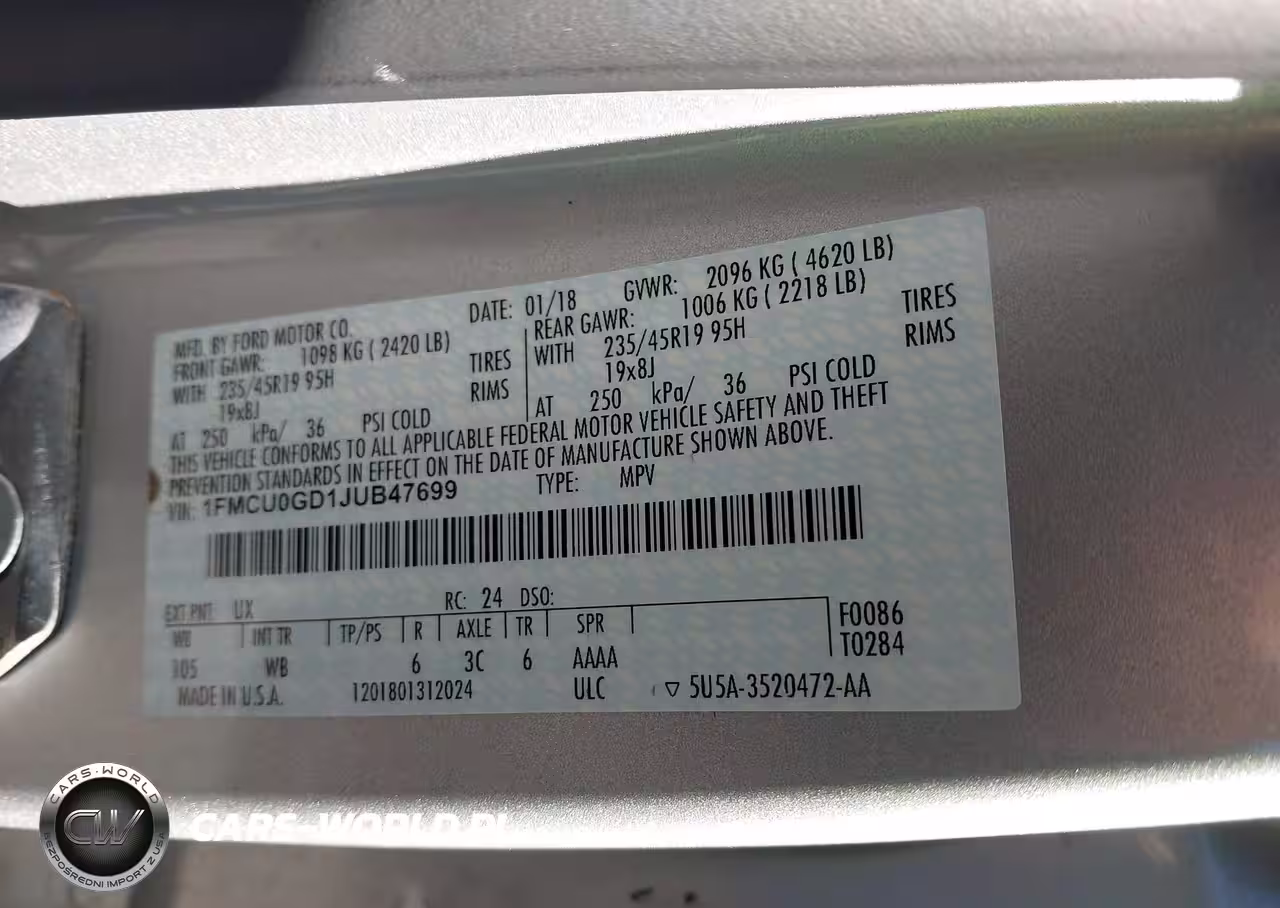 MFD. BY FORD MOTOR CO.
DATE: 01/18 GVWR: 2096 KG ( 4620 LB)
FRONT GAWR: 1098 KG ( 2420 LB)
WITH 235/45R19 95H TIRES
19x8J RIMS
AT 250 kPa/ 36 PSI COLD
REAR GAWR: 1006 KG ( 2218 LB)
WITH 235/45R19 95H TIRES
19x8J RIMS
AT 250 kPa/ 36 PSI COLD
THIS VEHICLE CONFORMS TO ALL APPLICABLE FEDERAL MOTOR VEHICLE SAFETY AND THEFT
PREVENTION STANDARDS IN EFFECT ON THE DATE OF MANUFACTURE SHOWN ABOVE.
VIN: 1FMCU0GD1JUB47699 TYPE: MPV
EXT PNT UX RC: 24 DSO:
WB INT TR TP/PS R AXLE TR SPR F0086
105 WB 6 3C 6 AAAA T0284
MADE IN U.S.A. 1201801312024 ULC ▽ 5U5A-3520472-AA
CARS-WORLD
CW
BEZPOŚREDNI IMPORT Z USA
CARS-WORLD.PL